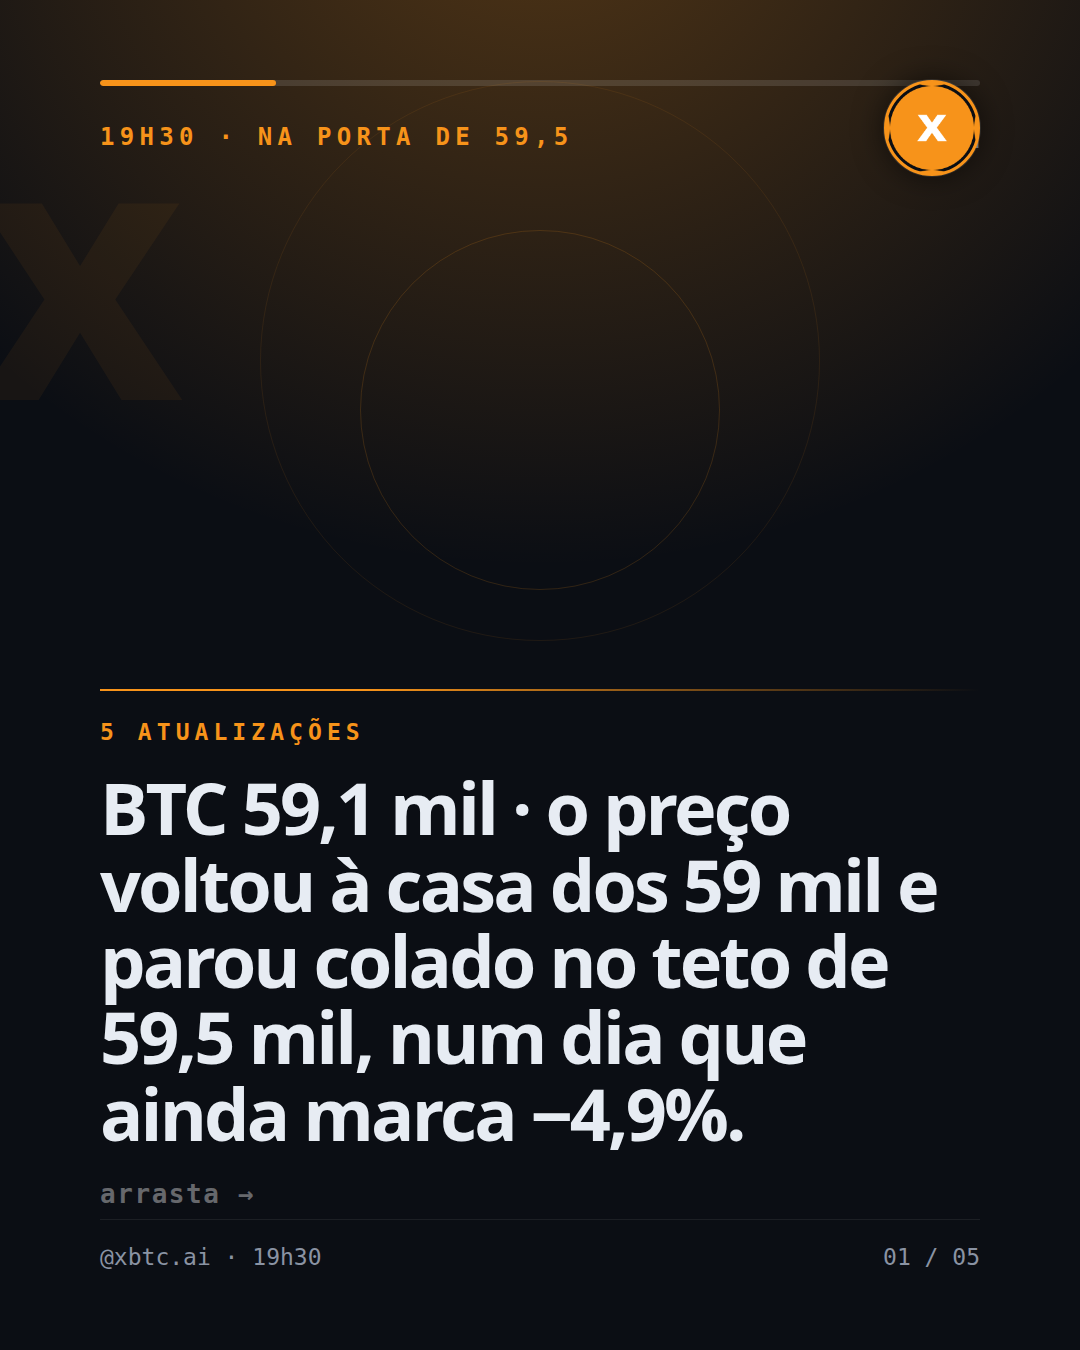 19H30 · NA PORTA DE 59,5
X
X
5 ATUALIZAÇÕES
BTC 59,1 mil · o preço
voltou à casa dos 59 mil e
parou colado no teto de
59,5 mil, num dia que
ainda marca −4,9%.
arrasta →
@xbtc.ai · 19h30
01 / 05